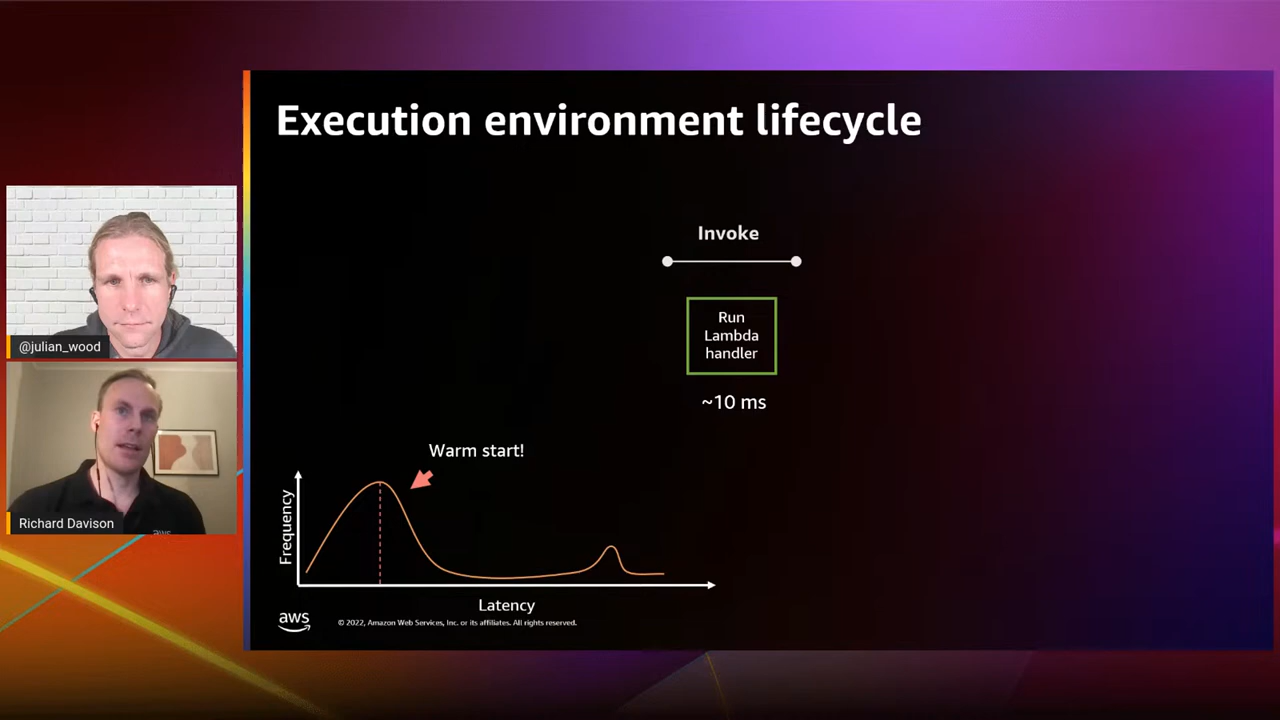 Execution environment lifecycle
Invoke
Run
Lambda
handler
~10 ms
Warm start!
Frequency
Latency
aws
© 2022, Amazon Web Services, Inc. or its affiliates. All rights reserved.
@julian_wood
Richard Davison
aws